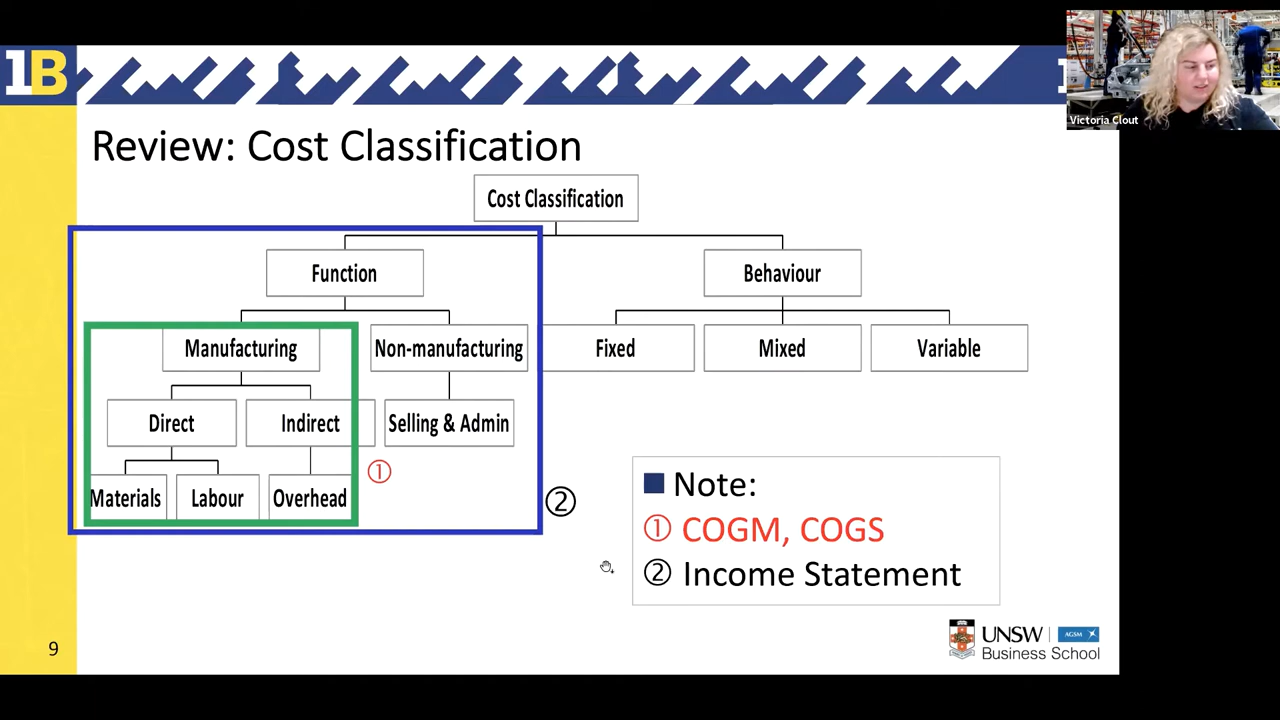 1B
Victoria Clout
Review: Cost Classification
Cost Classification
Function
Behaviour
Manufacturing
Non-manufacturing
Fixed
Mixed
Variable
Direct
Indirect
Selling & Admin
Materials
Labour
Overhead
①
②
Note:
① COGM, COGS
② Income Statement
9
UNSW
AGSM
Business School